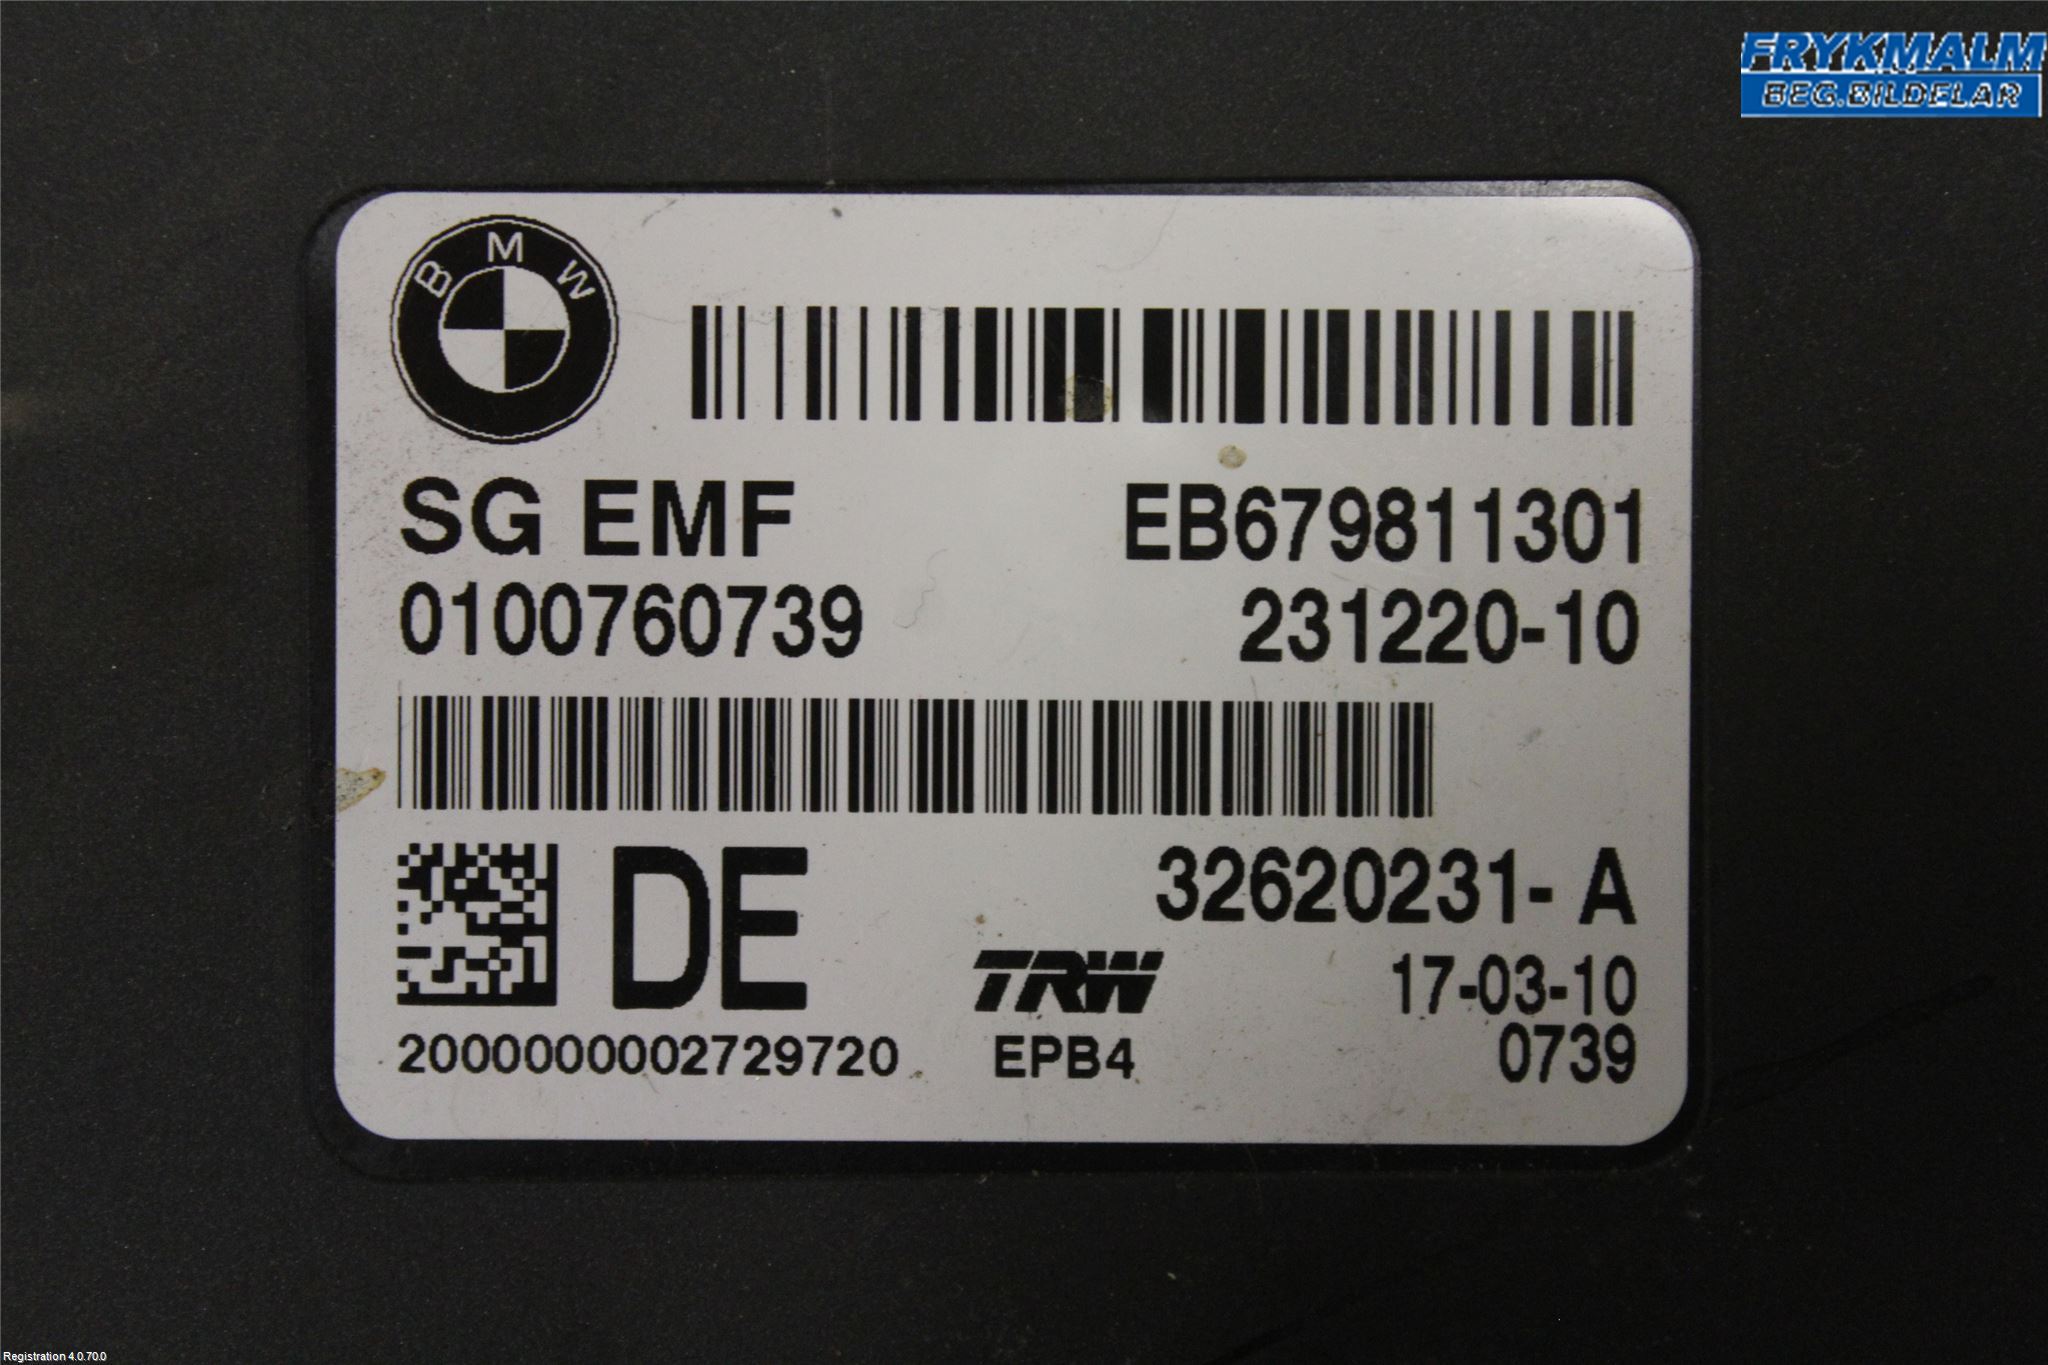 FRYKMALM
BEG.BILDELAR
BMW
SG EMF
EB679811301
0100760739
231220-10
DE
32620231- A
TRW
17-03-10
2000000002729720
EPB4
0739
Registration 4.0.70.0